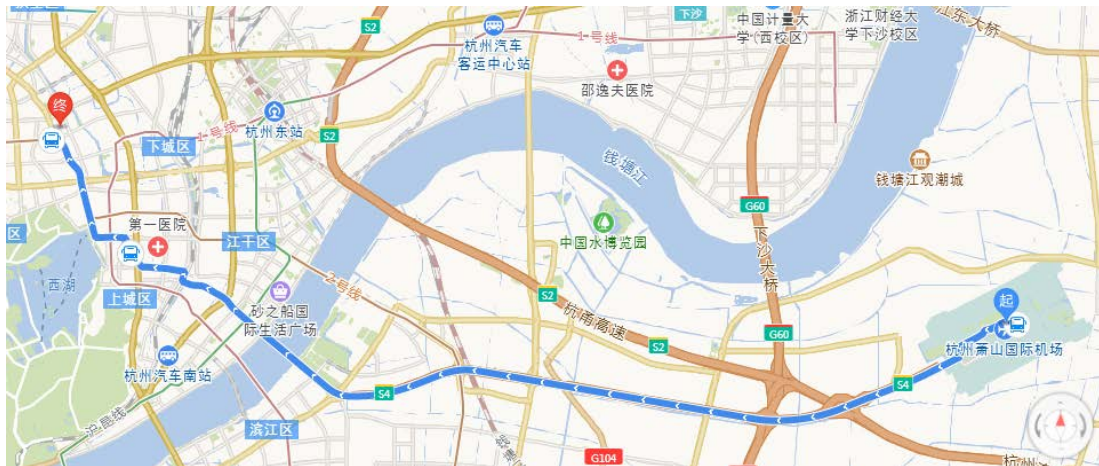 S2
杭州汽车
客运中心站
1号线
下沙
中国计量大
学(西校区)
浙江财经大
学下沙校区
江东大桥
邵逸夫医院
终
杭州东站
1号线
下城区
S2
钱塘江
钱塘江观潮城
G60
第一医院
区
江干区
中国水博览园
下沙大桥
西湖
2号线
上城区
砂之船国
际生活广场
S2
杭甬高速
起
G60
S2
杭州萧山国际机场
杭州汽车南站
S4
S4
沪昆线
滨江区
G104
杭州